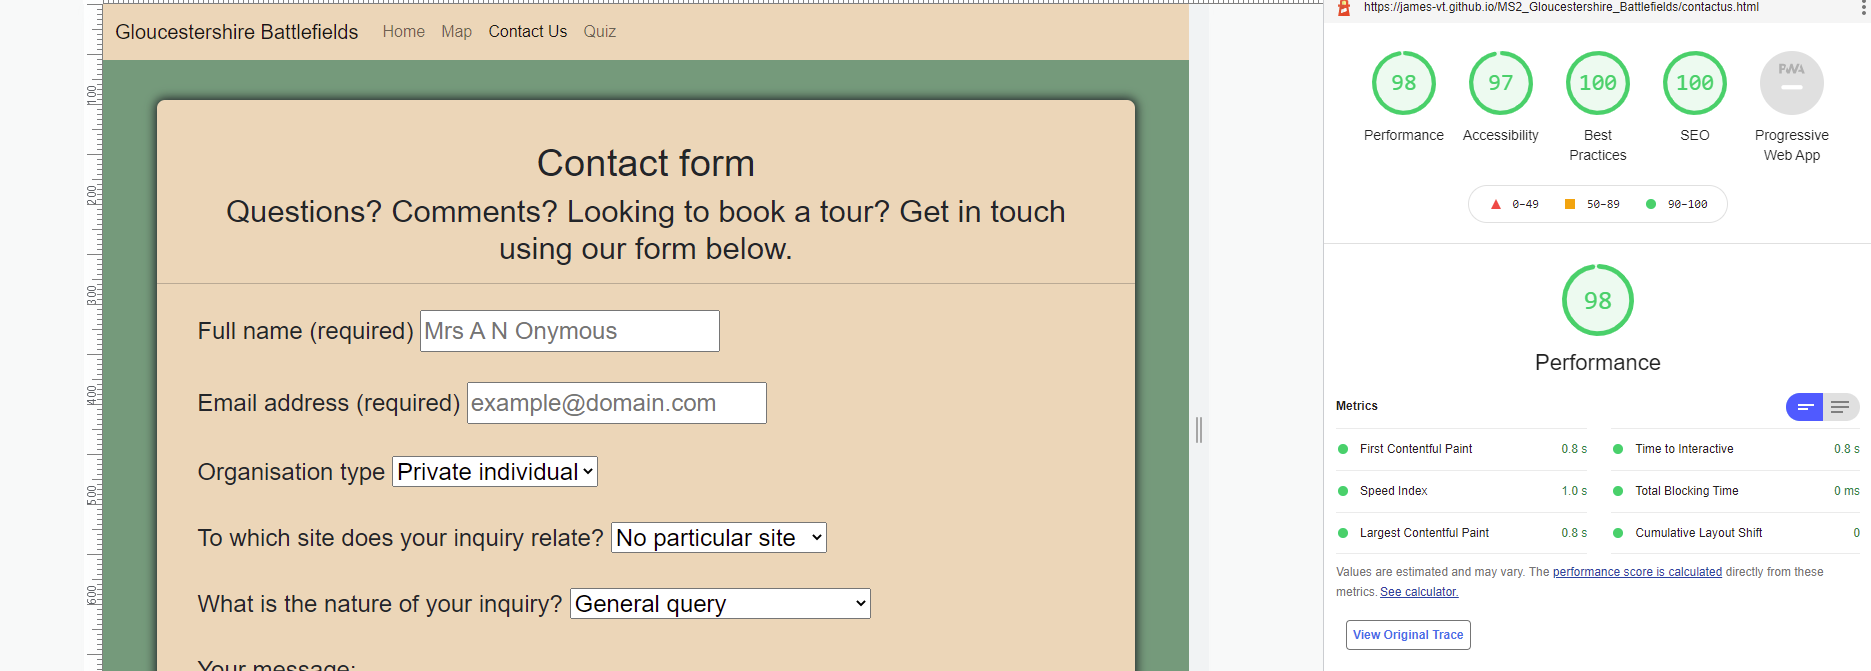 Gloucestershire Battlefields Home Map Contact Us Quiz
100
200
300
400
500
600
Contact form
Questions? Comments? Looking to book a tour? Get in touch
using our form below.
Full name (required) Mrs A N Onymous
Email address (required) example@domain.com
Organisation type Private individual
To which site does your inquiry relate? No particular site
What is the nature of your inquiry? General query
Your message:
https://james-vt.github.io/MS2_Gloucestershire_Battlefields/contactus.html
98 97 100 100 PWA
Performance Accessibility Best Practices SEO Progressive Web App
0–49 50–89 90–100
98
Performance
Metrics
First Contentful Paint 0.8 s
Time to Interactive 0.8 s
Speed Index 1.0 s
Total Blocking Time 0 ms
Largest Contentful Paint 0.8 s
Cumulative Layout Shift 0
Values are estimated and may vary. The performance score is calculated directly from these
metrics. See calculator.
View Original Trace